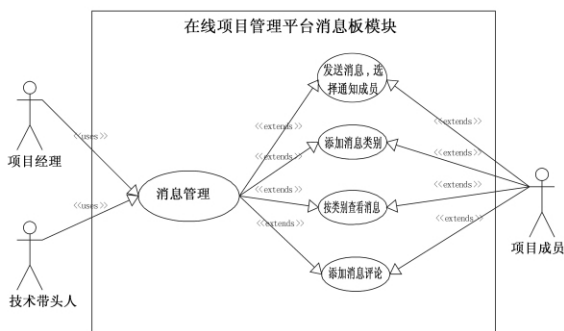 在线项目管理平台消息板模块
发送消息，选
择通知成员
<<extends>>
<<extends>>
<<uses>>
<<extends>>
添加消息类别
<<extends>>
<<extends>>
项目经理
消息管理
<<extends>>
<<extends>>
按类别查看消息
<<uses>>
<<extends>>
<<extends>>
项目成员
添加消息评论
技术带头人